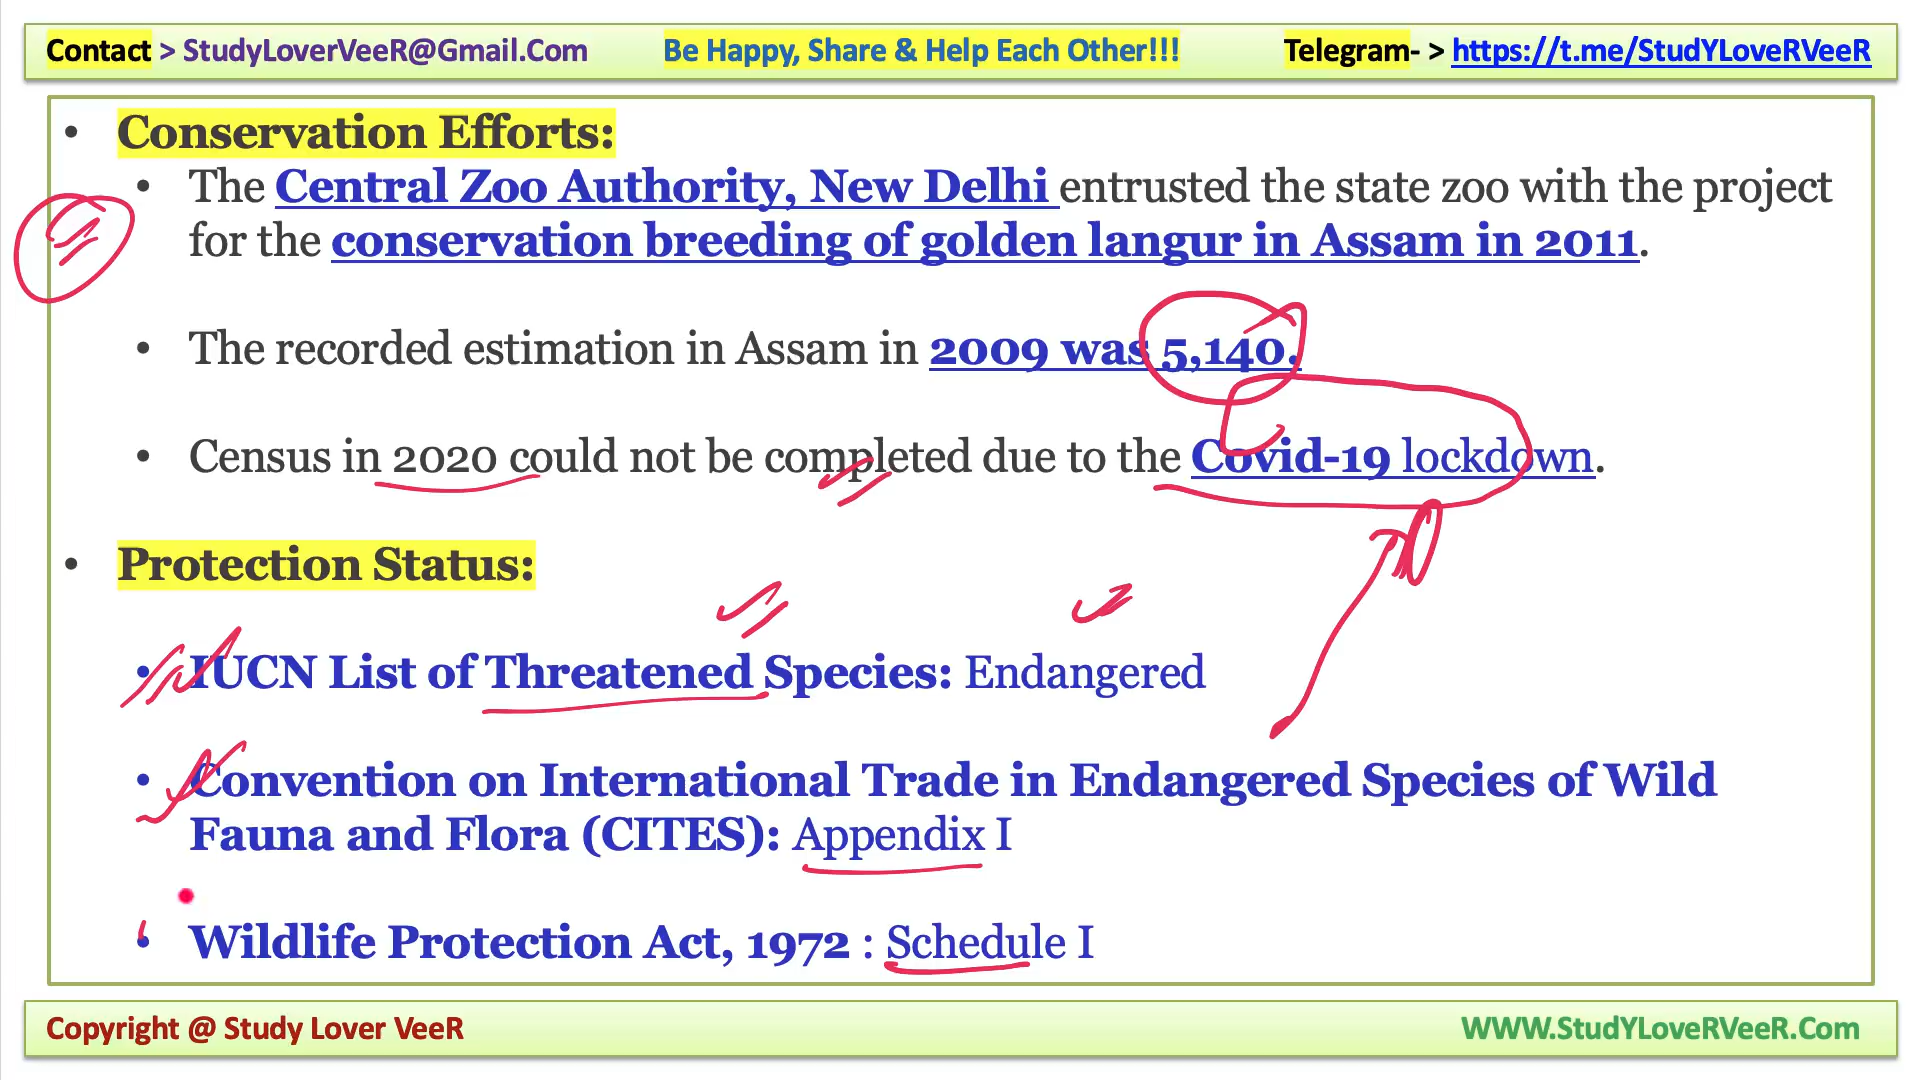 Contact > StudyLoverVeeR@Gmail.Com Be Happy, Share & Help Each Other!!! Telegram- > https://t.me/StudYLoveRVeeR
• Conservation Efforts:
• The Central Zoo Authority, New Delhi entrusted the state zoo with the project
for the conservation breeding of golden langur in Assam in 2011.
• The recorded estimation in Assam in 2009 was 5,140.
• Census in 2020 could not be completed due to the Covid-19 lockdown.
• Protection Status:
• IUCN List of Threatened Species: Endangered
• Convention on International Trade in Endangered Species of Wild
Fauna and Flora (CITES): Appendix I
• Wildlife Protection Act, 1972 : Schedule I
Copyright @ Study Lover VeeR WWW.StudYLoveRVeeR.Com